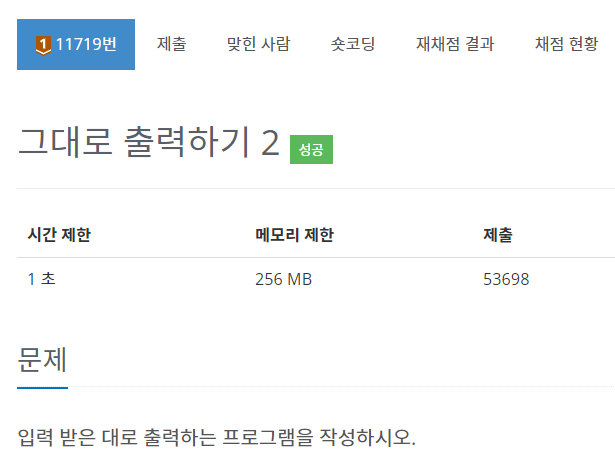 1 11719번 제출 맞힌 사람 숏코딩 재채점 결과 채점 현황
그대로 출력하기 2 성공
시간 제한 메모리 제한 제출
1 초 256 MB 53698
문제
입력 받은 대로 출력하는 프로그램을 작성하시오.